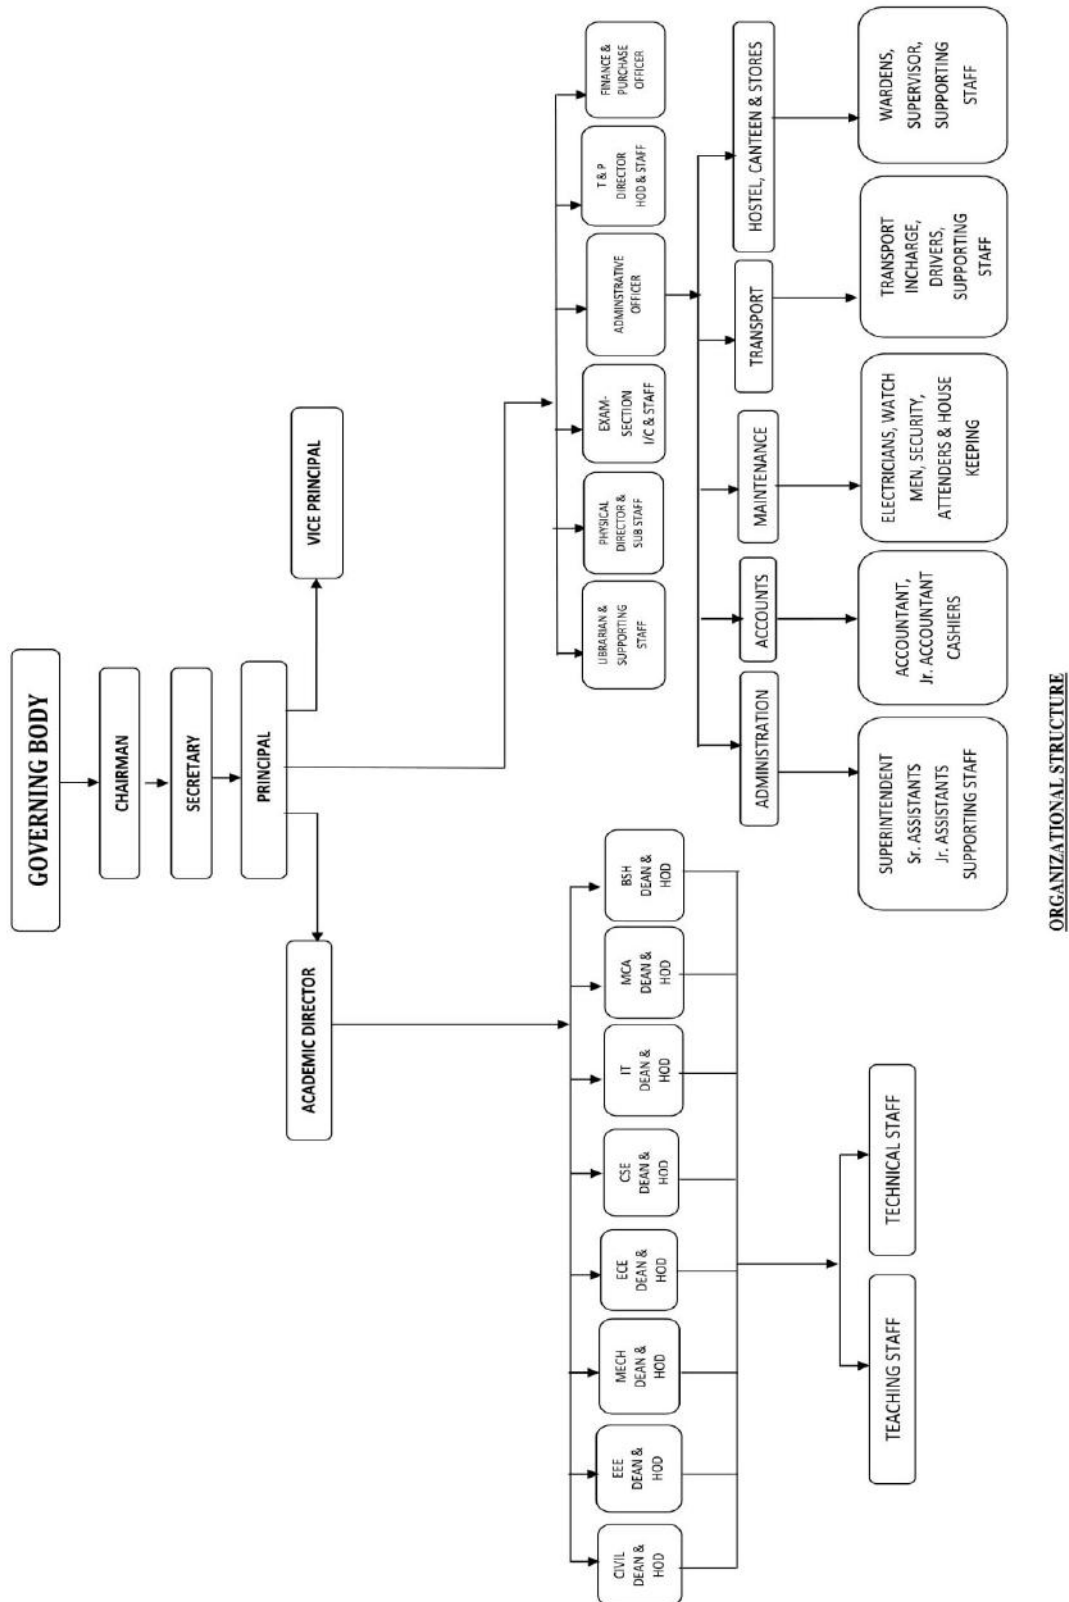 GOVERNING BODY
CHAIRMAN
SECRETARY
PRINCIPAL
ACADEMIC DIRECTOR
VICE PRINCIPAL
CIVIL
DEAN &
HOD
EEE
DEAN &
HOD
MECH
DEAN &
HOD
ECE
DEAN &
HOD
CSE
DEAN &
HOD
IT
DEAN &
HOD
MCA
DEAN &
HOD
BSH
DEAN &
HOD
LIBRARIAN &
SUPPORTING
STAFF
PHYSICAL
DIRECTOR &
SUB STAFF
EXAM-
SECTION
I/C & STAFF
ADMINSTRATIVE
OFFICER
T & P
DIRECTOR
HOD & STAFF
FINANCE &
PURCHASE
OFFICER
ADMINISTRATION
ACCOUNTS
MAINTENANCE
TRANSPORT
HOSTEL, CANTEEN & STORES
TEACHING STAFF
TECHNICAL STAFF
SUPERINTENDENT
Sr. ASSISTANTS
Jr. ASSISTANTS
SUPPORTING STAFF
ACCOUNTANT,
Jr. ACCOUNTANT
CASHIERS
ELECTRICIANS, WATCH
MEN, SECURITY,
ATTENDERS & HOUSE
KEEPING
TRANSPORT
INCHARGE,
DRIVERS,
SUPPORTING
STAFF
WARDENS,
SUPERVISOR,
SUPPORTING
STAFF
ORGANIZATIONAL STRUCTURE